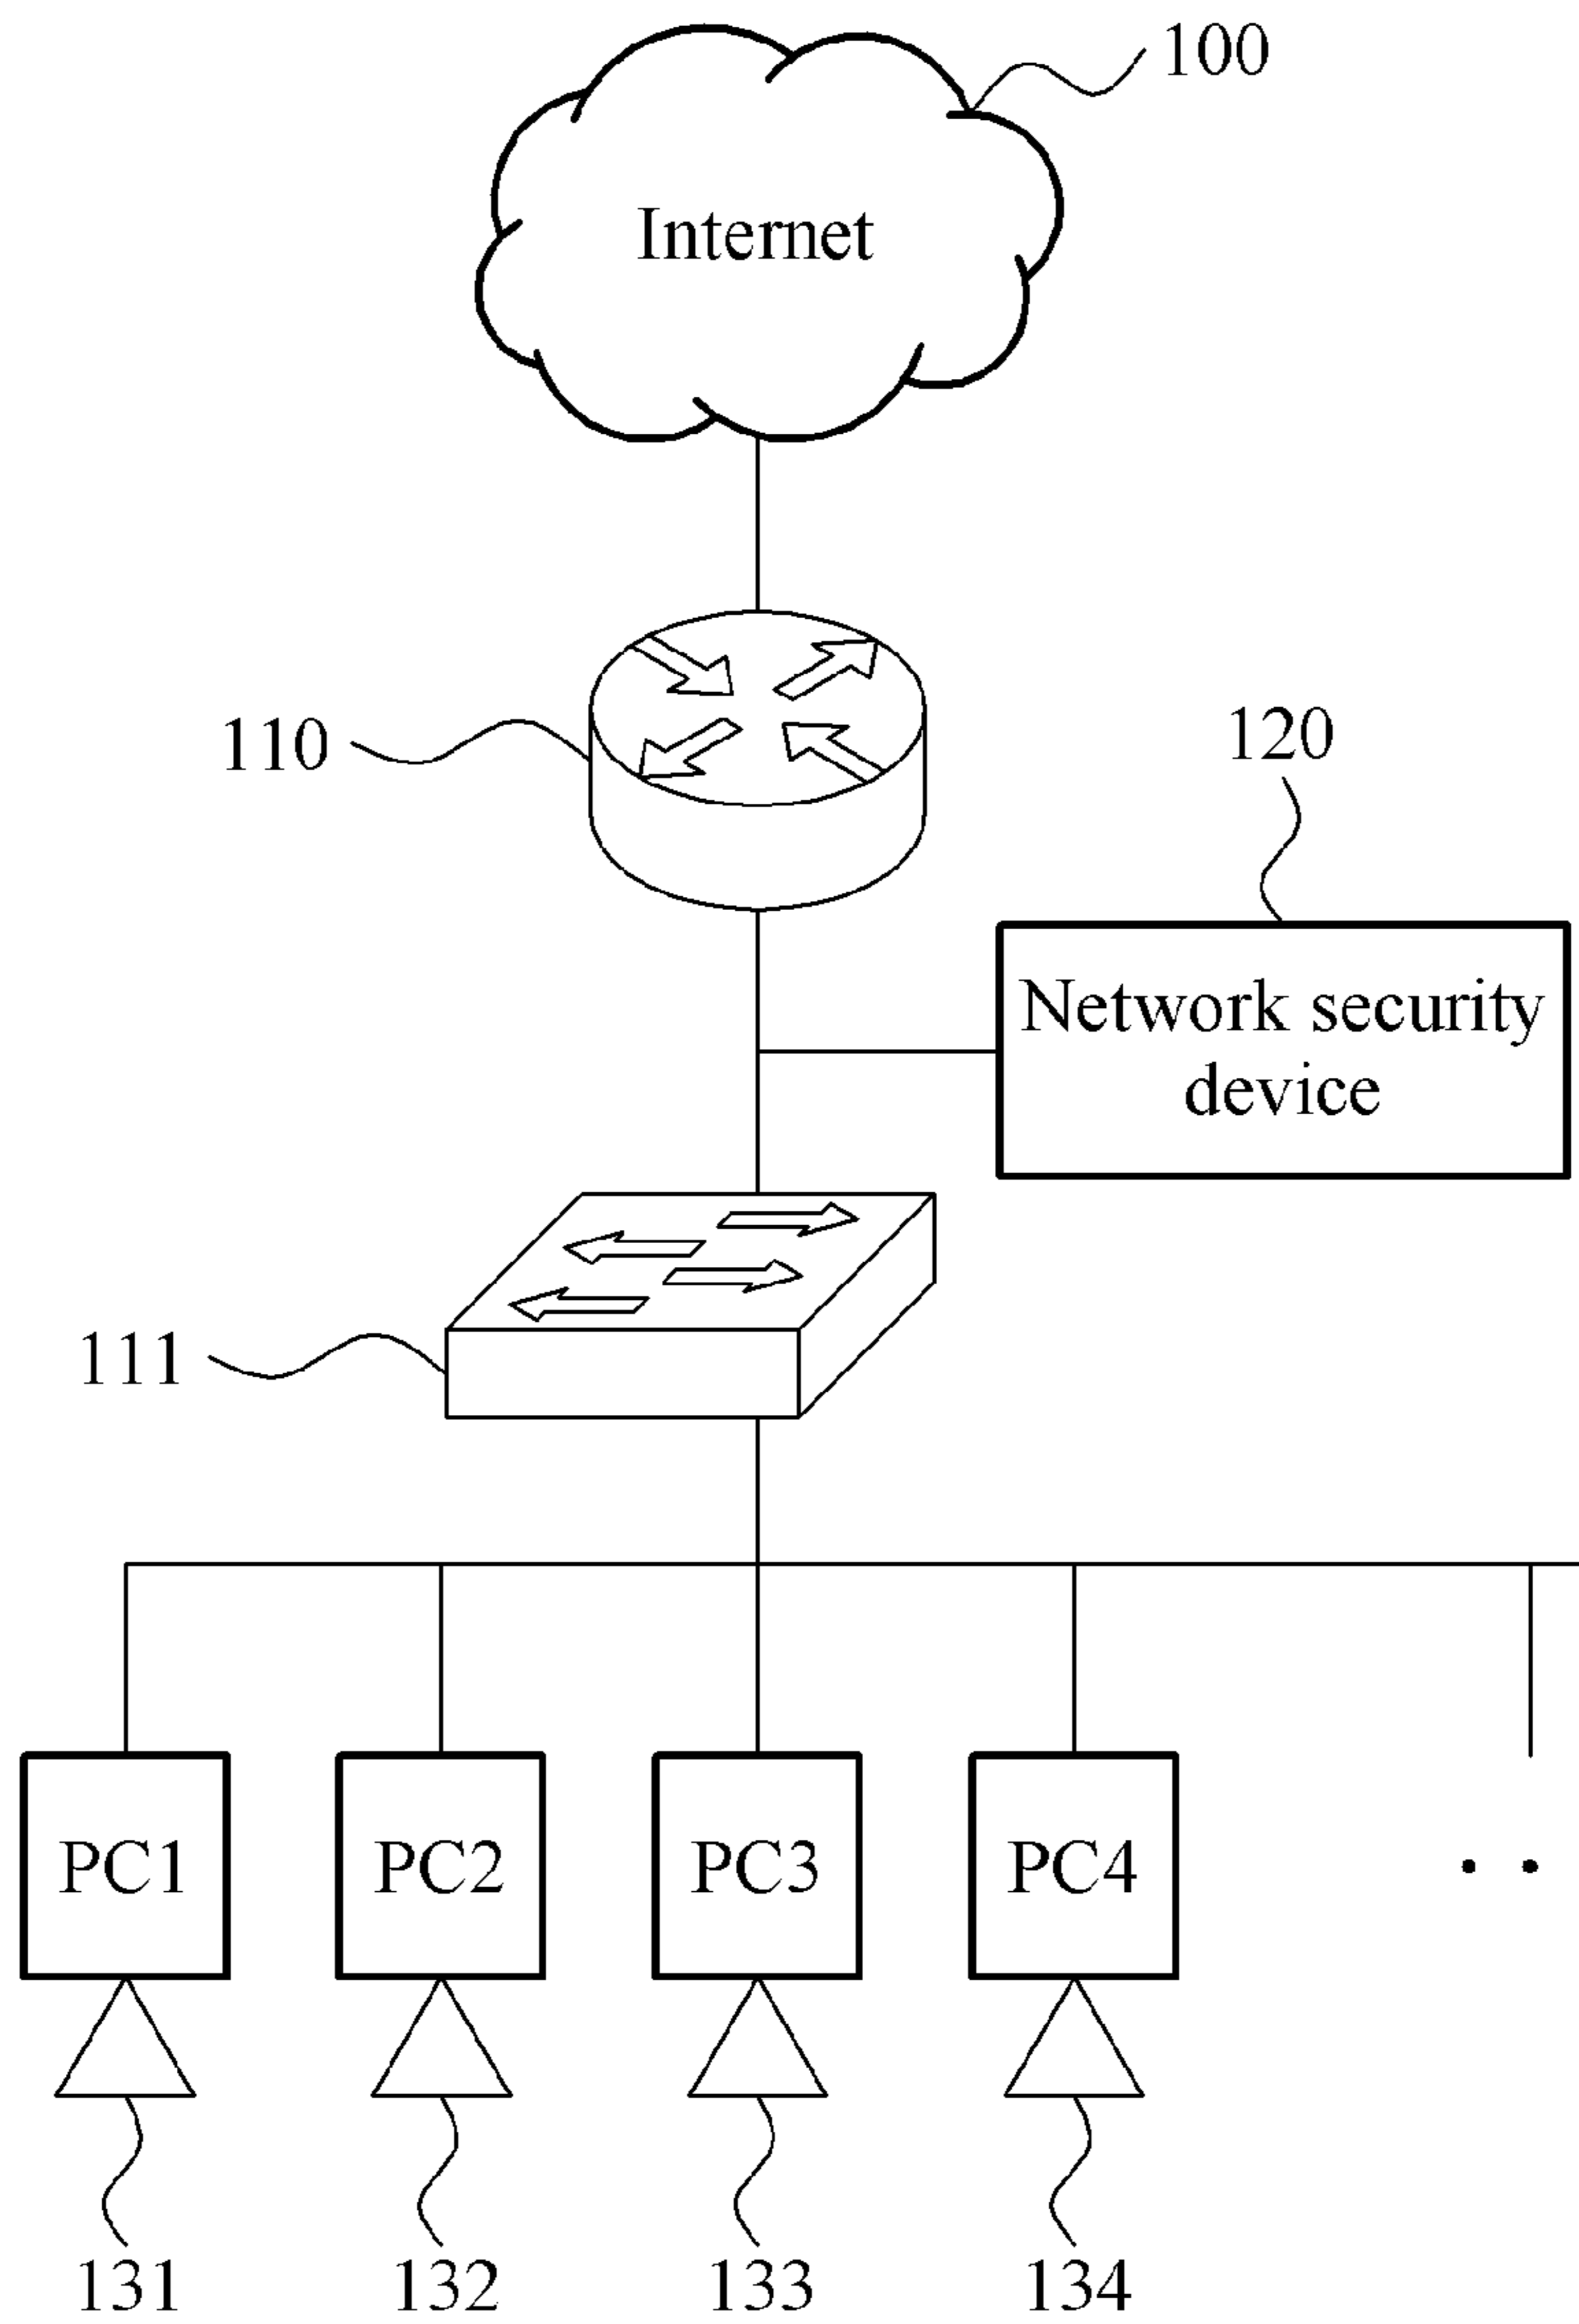 100
Internet
110
120
Network security
device
111
PC1
PC2
PC3
PC4
. .
131
132
133
134